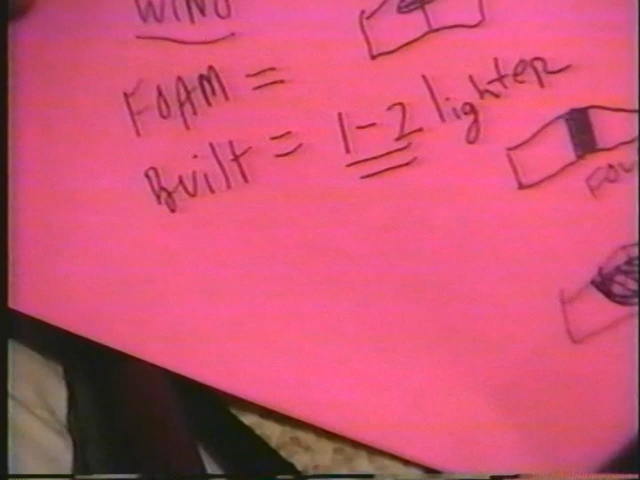 WING
FOAM =
Built = 1-2 lighter